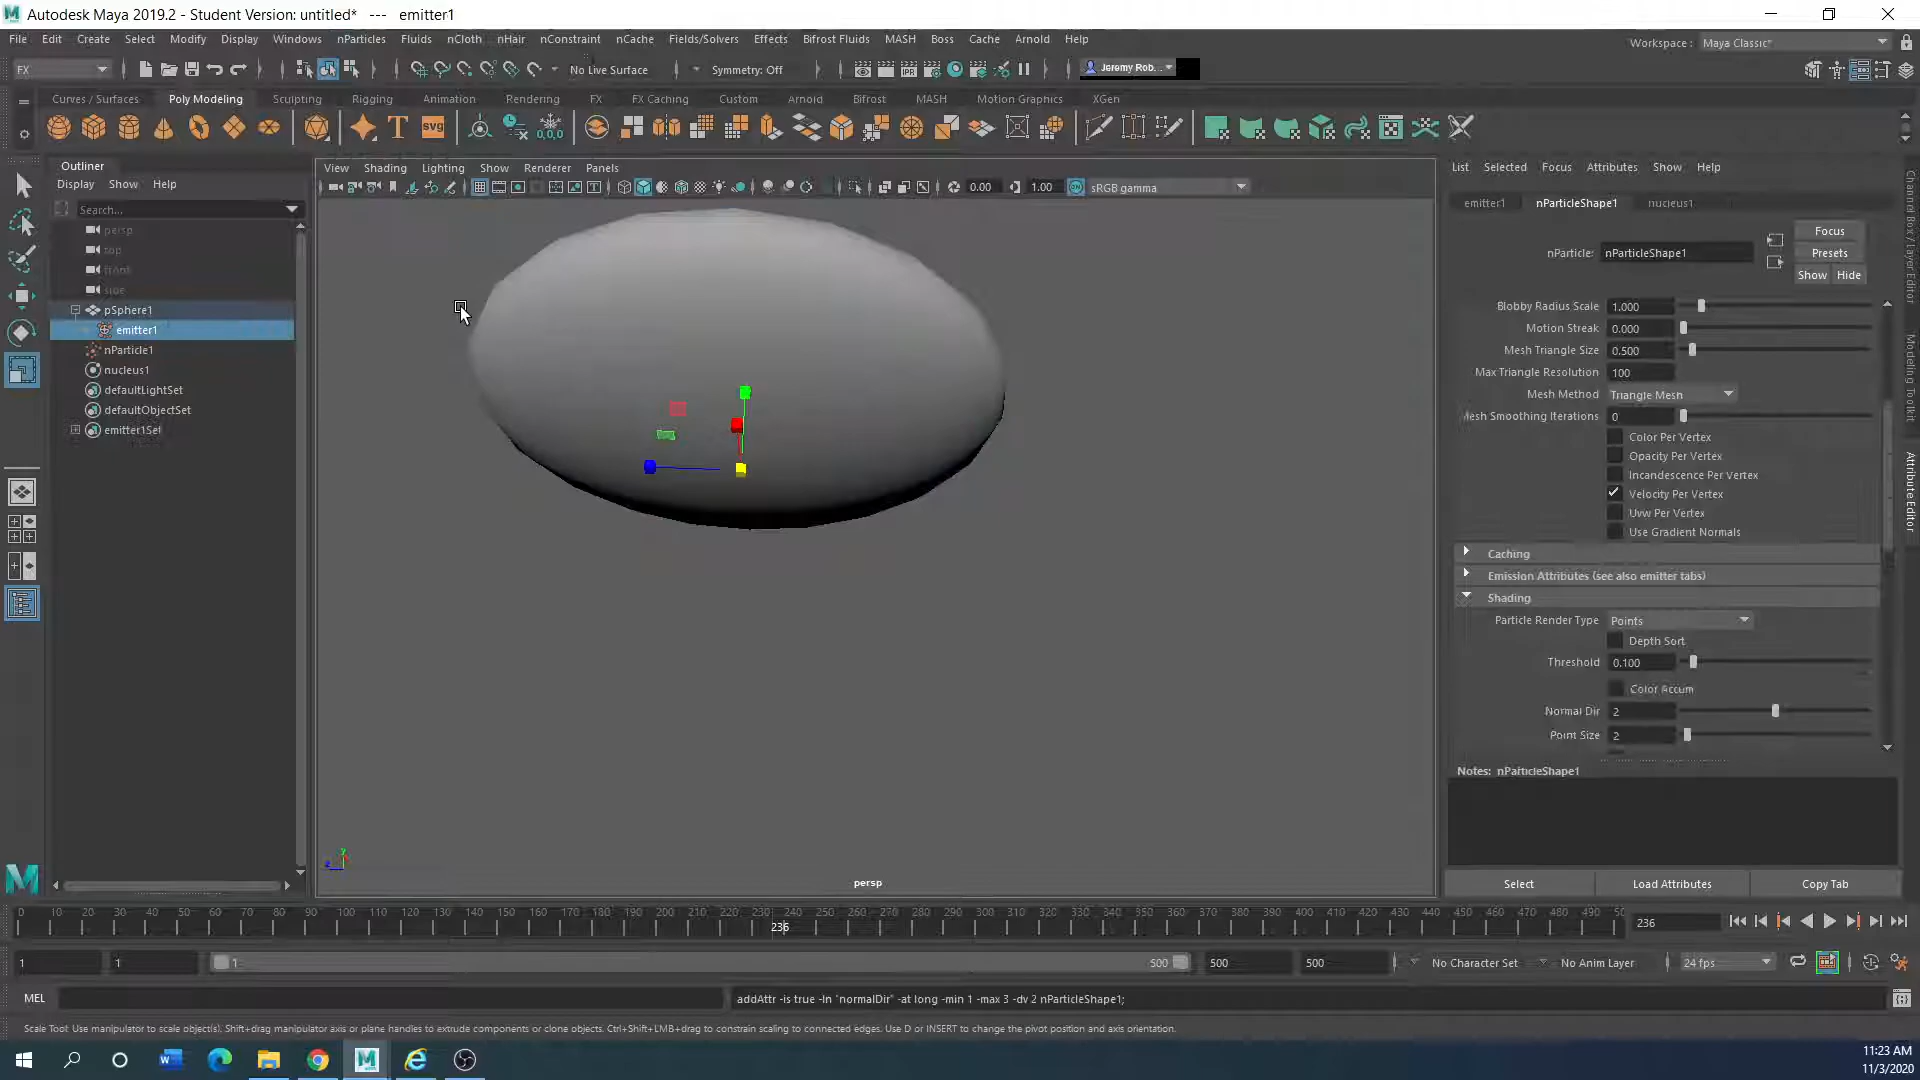 Autodesk Maya 2019.2 - Student Version: untitled*   ---   emitter1
File Edit Create Select Modify Display Windows nParticles Fluids nCloth nHair nConstraint nCache Fields/Solvers Effects Bifrost Fluids MASH Boss Cache Arnold Help
Workspace : Maya Classic*
FX
No Live Surface
Symmetry: Off
Jeremy Rob...
Curves / Surfaces Poly Modeling Sculpting Rigging Animation Rendering FX FX Caching Custom Arnold Bifrost MASH Motion Graphics XGen
T svg 0,0,0
IPR
Outliner
Display Show Help
Search...
persp
top
front
side
pSphere1
emitter1
nParticle1
nucleus1
defaultLightSet
defaultObjectSet
emitter1Set
View Shading Lighting Show Renderer Panels
0.00 1.00 sRGB gamma
persp
List Selected Focus Attributes Show Help
emitter1 nParticleShape1 nucleus1
nParticle: nParticleShape1
Focus
Presets
Show Hide
Blobby Radius Scale 1.000
Motion Streak 0.000
Mesh Triangle Size 0.500
Max Triangle Resolution 100
Mesh Method Triangle Mesh
Mesh Smoothing Iterations 0
Color Per Vertex
Opacity Per Vertex
Incandescence Per Vertex
Velocity Per Vertex
Uvw Per Vertex
Use Gradient Normals
Caching
Emission Attributes (see also emitter tabs)
Shading
Particle Render Type Points
Depth Sort
Threshold 0.100
Color Accum
Normal Dir 2
Point Size 2
Notes: nParticleShape1
Select Load Attributes Copy Tab
Channel Box / Layer Editor
Modeling Toolkit
Attribute Editor
0 10 20 30 40 50 60 70 80 90 100 110 120 130 140 150 160 170 180 190 200 210 220 230 240 250 260 270 280 290 300 310 320 330 340 350 360 370 380 390 400 410 420 430 440 450 460 470 480 490 50
236
236
1 1 1 500 500 500 No Character Set No Anim Layer 24 fps
MEL
addAttr -is true -ln "normalDir" -at long -min 1 -max 3 -dv 2 nParticleShape1;
Scale Tool: Use manipulator to scale object(s). Shift+drag manipulator axis or plane handles to extrude components or clone objects. Ctrl+Shift+LMB+drag to constrain scaling to connected edges. Use D or INSERT to change the pivot position and axis orientation.
11:23 AM
11/3/2020